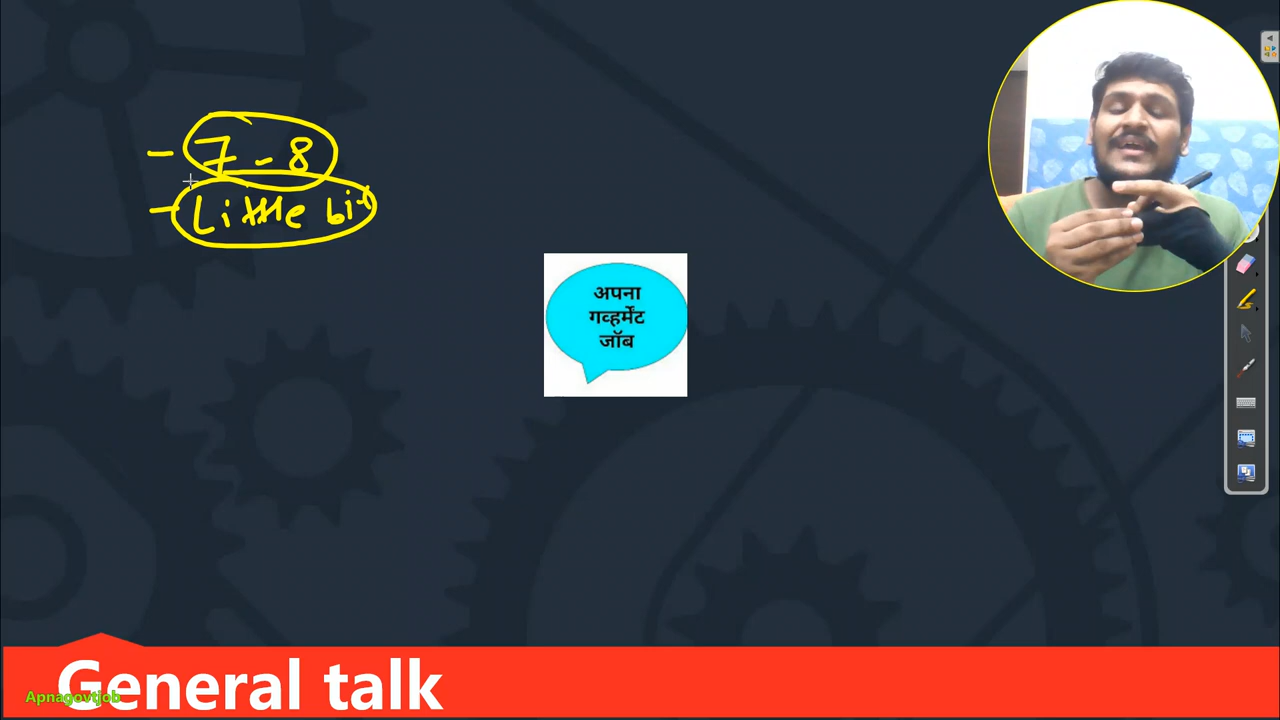 - 7 - 8
- Little bit
अपना
गव्हर्मेंट
जॉब
General talk
Apnagovtjob